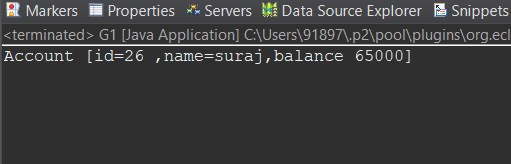 Markers Properties Servers Data Source Explorer Snippets
<terminated> G1 [Java Application] C:\Users\91897\.p2\pool\plugins\org.ecl
Account [id=26 ,name=suraj,balance 65000]